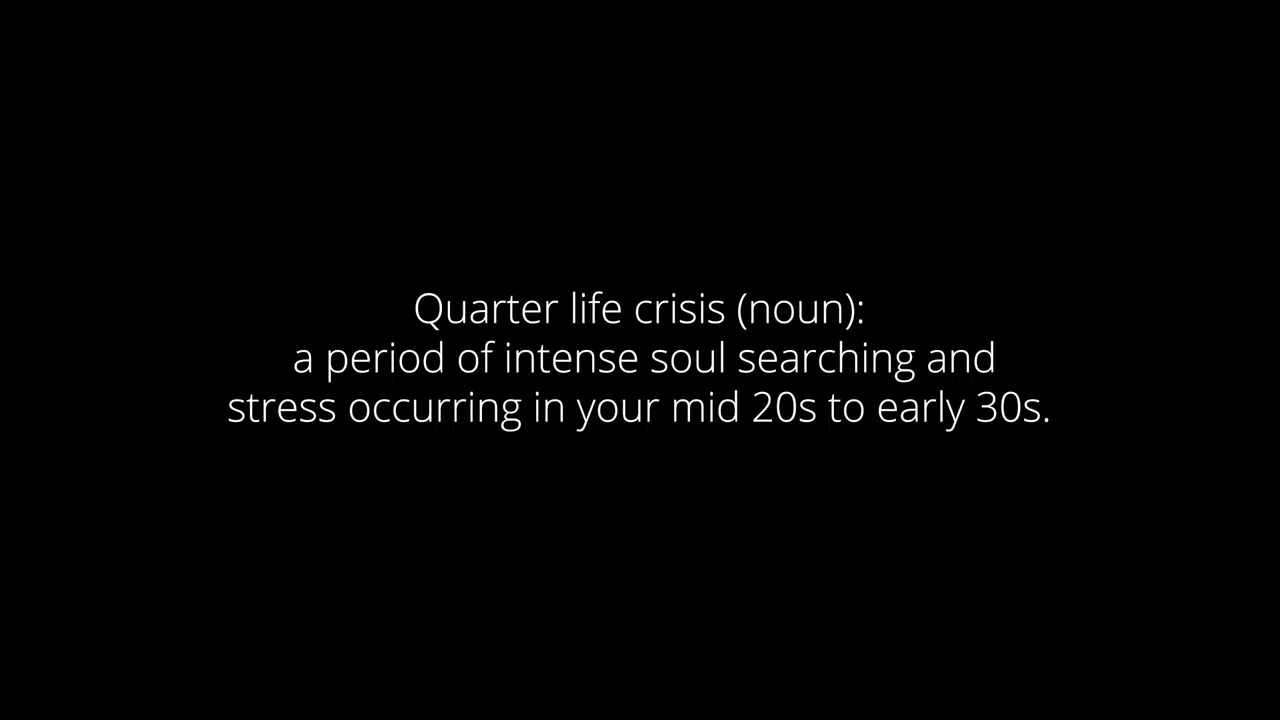 Quarter life crisis (noun):
a period of intense soul searching and
stress occurring in your mid 20s to early 30s.